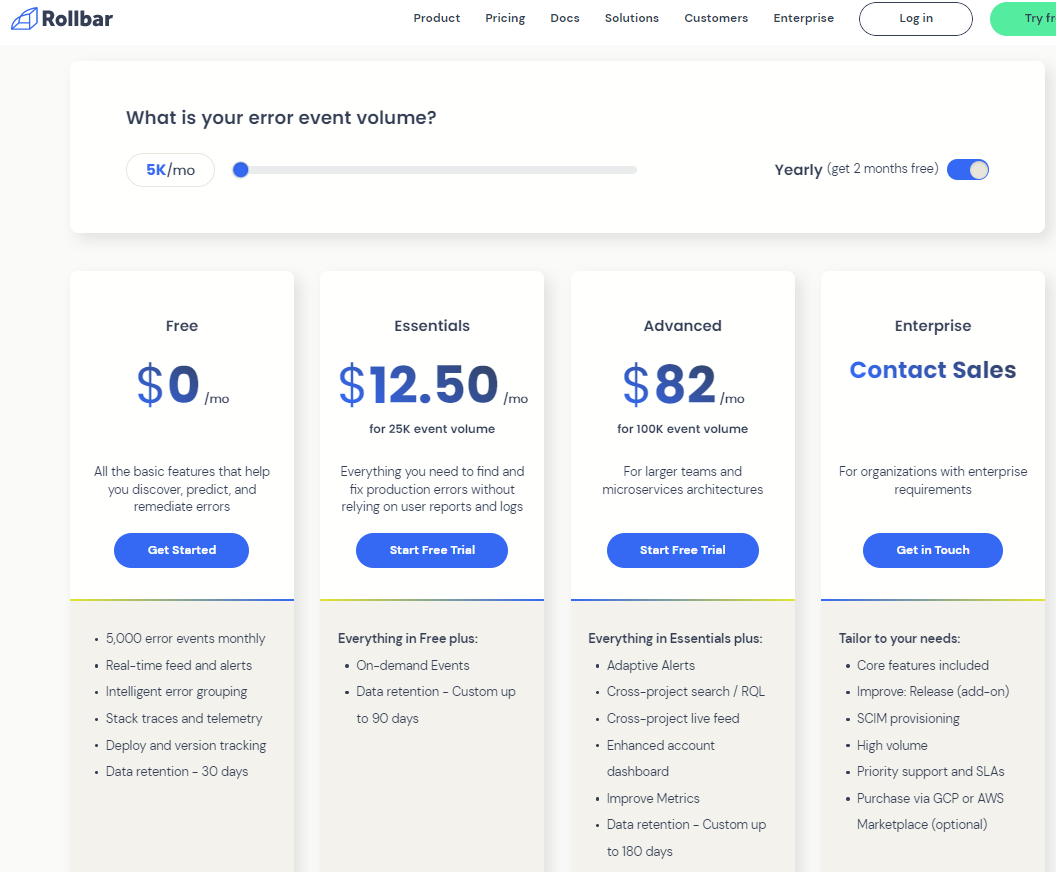 Rollbar
Product Pricing Docs Solutions Customers Enterprise Log in Try fr
What is your error event volume?
5K/mo
Yearly (get 2 months free)
Free
$0 /mo
All the basic features that help
you discover, predict, and
remediate errors
Get Started
5,000 error events monthly
Real-time feed and alerts
Intelligent error grouping
Stack traces and telemetry
Deploy and version tracking
Data retention - 30 days
Essentials
$12.50 /mo
for 25K event volume
Everything you need to find and
fix production errors without
relying on user reports and logs
Start Free Trial
Everything in Free plus:
On-demand Events
Data retention - Custom up
to 90 days
Advanced
$82 /mo
for 100K event volume
For larger teams and
microservices architectures
Start Free Trial
Everything in Essentials plus:
Adaptive Alerts
Cross-project search / RQL
Cross-project live feed
Enhanced account
dashboard
Improve Metrics
Data retention - Custom up
to 180 days
Enterprise
Contact Sales
For organizations with enterprise
requirements
Get in Touch
Tailor to your needs:
Core features included
Improve: Release (add-on)
SCIM provisioning
High volume
Priority support and SLAs
Purchase via GCP or AWS
Marketplace (optional)